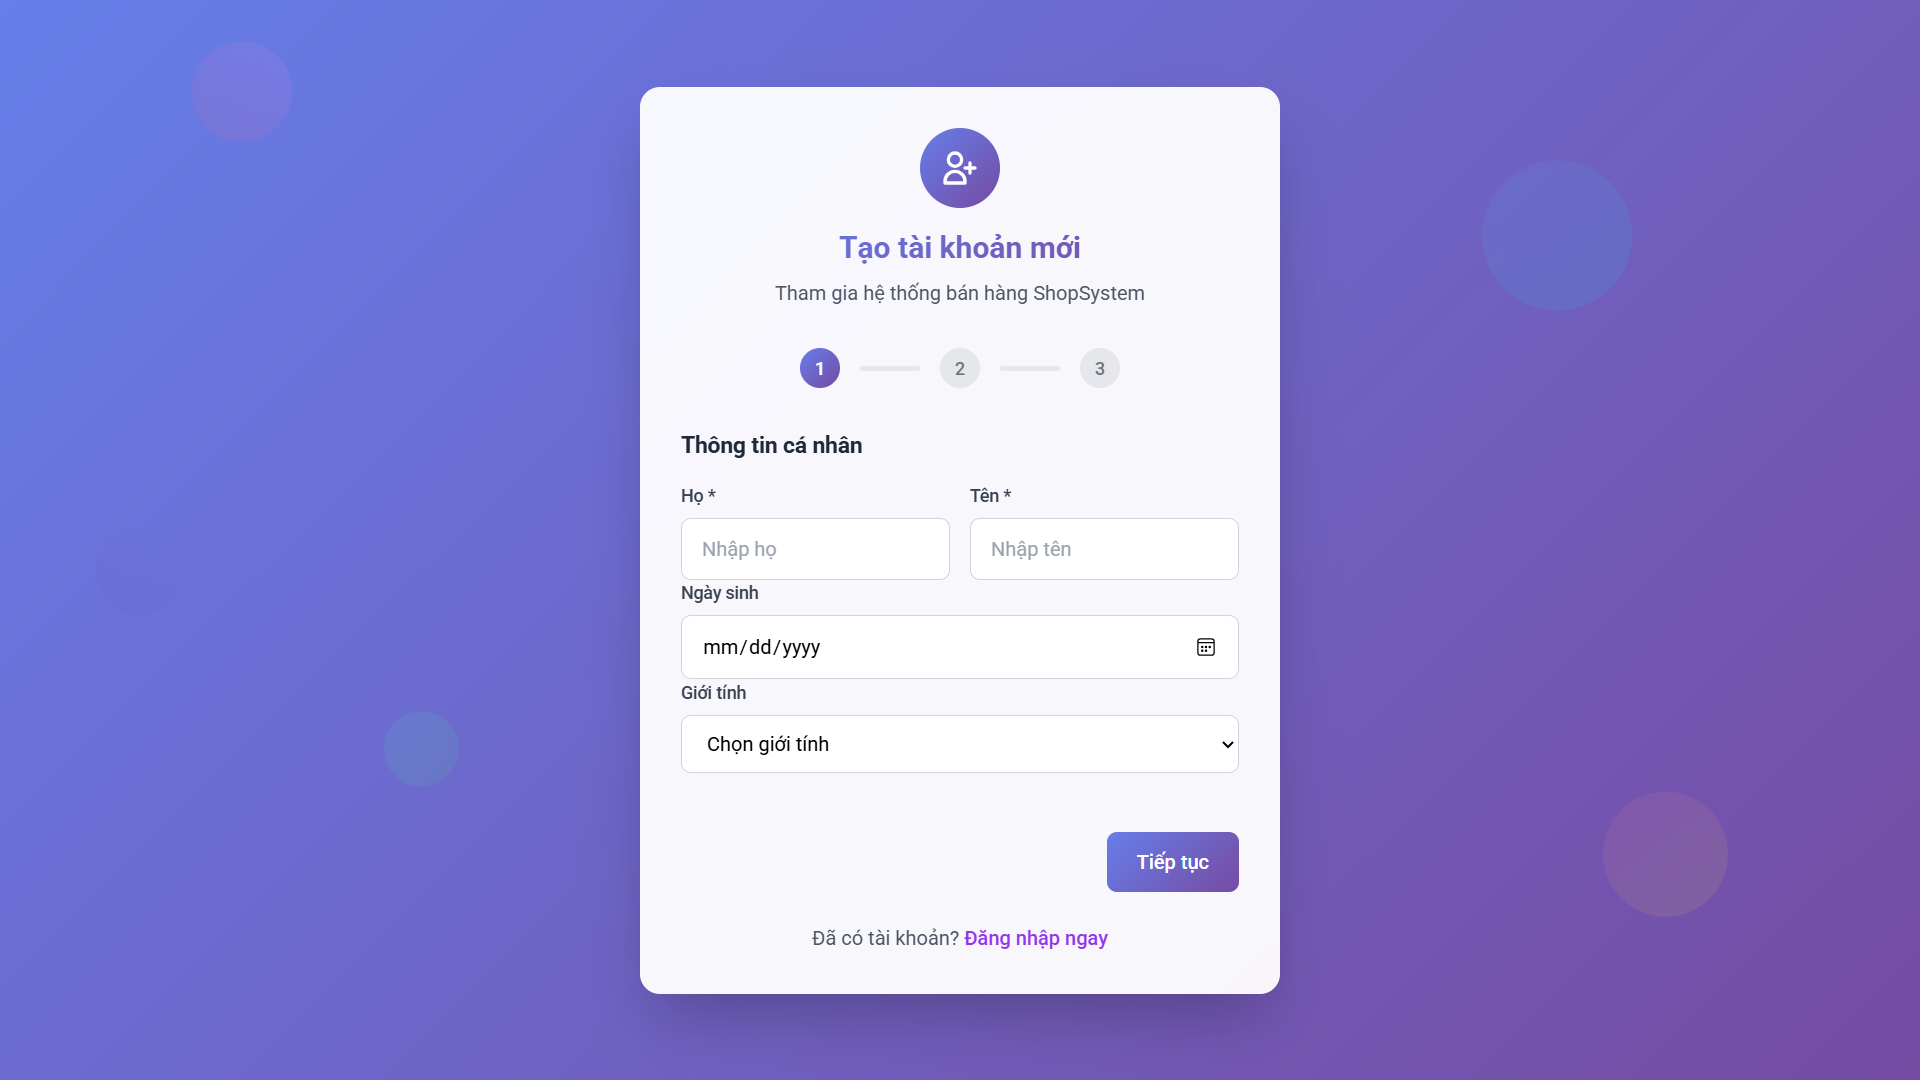 Tạo tài khoản mới
Tham gia hệ thống bán hàng ShopSystem
1 2 3
Thông tin cá nhân
Họ * Tên *
Nhập họ Nhập tên
Ngày sinh
mm/dd/yyyy
Giới tính
Chọn giới tính
Tiếp tục
Đã có tài khoản? Đăng nhập ngay